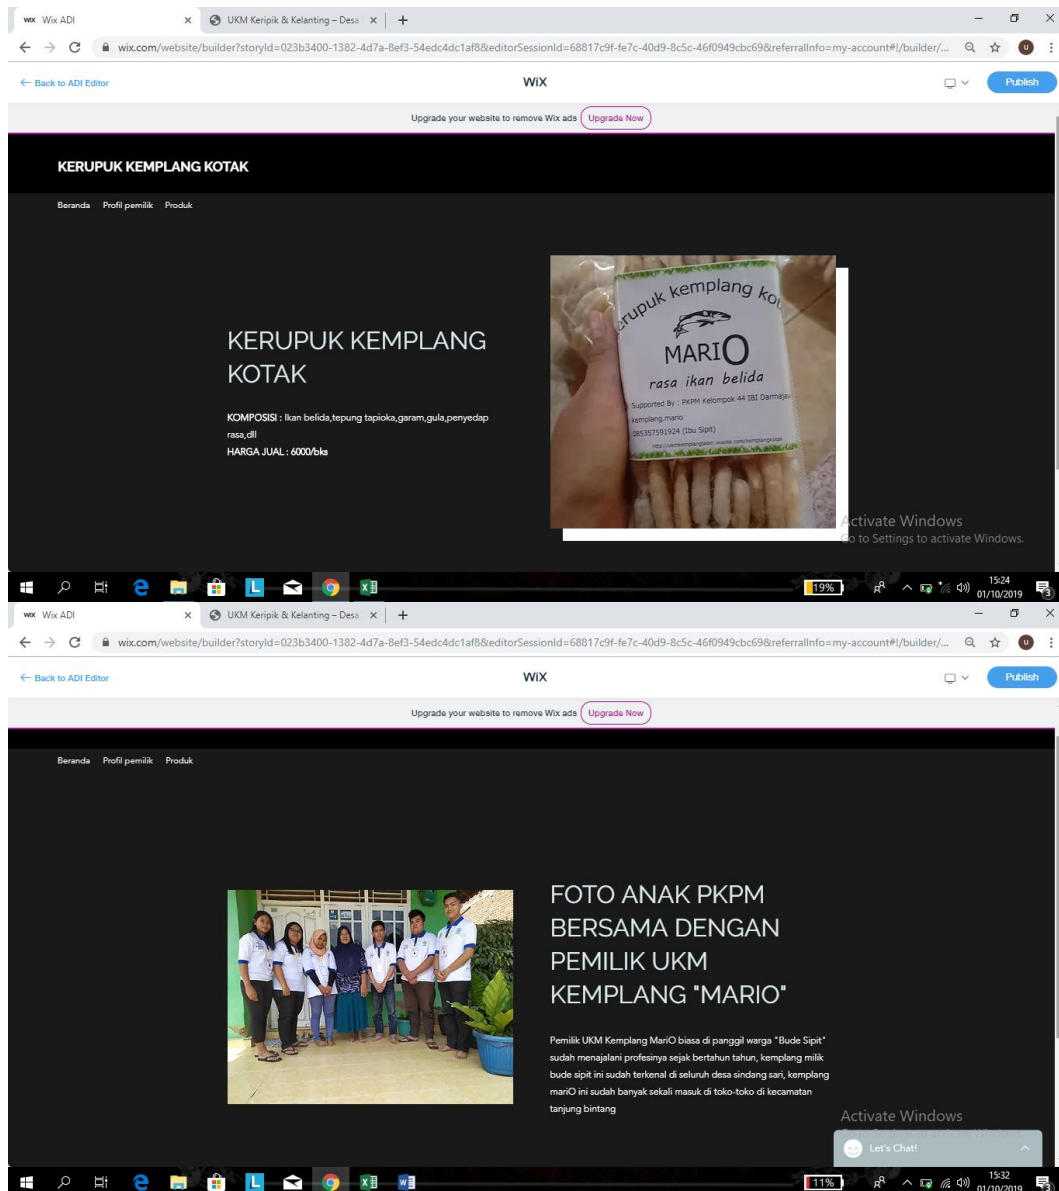 Wix ADI
UKM Keripik & Kelanting – Desa
wix.com/website/builder?storyId=023b3400-1382-4d7a-8ef3-54edc4dc1af8&editorSessionId=68817c9f-fe7c-40d9-8c5c-46f0949cbc69&referralInfo=my-account#!/builder/...
Back to ADI Editor
WiX
Publish
Upgrade your website to remove Wix ads Upgrade Now
KERUPUK KEMPLANG KOTAK
Beranda Profil pemilik Produk
KERUPUK KEMPLANG
KOTAK
KOMPOSISI : Ikan belida,tepung tapioka,garam,gula,penyedap
rasa,dll
HARGA JUAL : 6000/bks
erupuk kemplang kot
MARIO
rasa ikan belida
Supported By : PKPM Kelompok 44 IBI Darmaja
kemplang.mario
085357591924 (Ibu Sipit)
Activate Windows
Go to Settings to activate Windows.
19%
15:24
01/10/2019
3
Wix ADI
UKM Keripik & Kelanting – Desa
wix.com/website/builder?storyId=023b3400-1382-4d7a-8ef3-54edc4dc1af8&editorSessionId=68817c9f-fe7c-40d9-8c5c-46f0949cbc69&referralInfo=my-account#!/builder/...
Back to ADI Editor
WiX
Publish
Upgrade your website to remove Wix ads Upgrade Now
Beranda Profil pemilik Produk
FOTO ANAK PKPM
BERSAMA DENGAN
PEMILIK UKM
KEMPLANG "MARIO"
Pemilik UKM Kemplang MariO biasa di panggil warga "Bude Sipit"
sudah menajalani profesinya sejak bertahun tahun, kemplang milik
bude sipit ini sudah terkenal di seluruh desa sindang sari, kemplang
mariO ini sudah banyak sekali masuk di toko-toko di kecamatan
tanjung bintang
Activate Windows
Let's Chat!
11%
15:32
01/10/2019
3